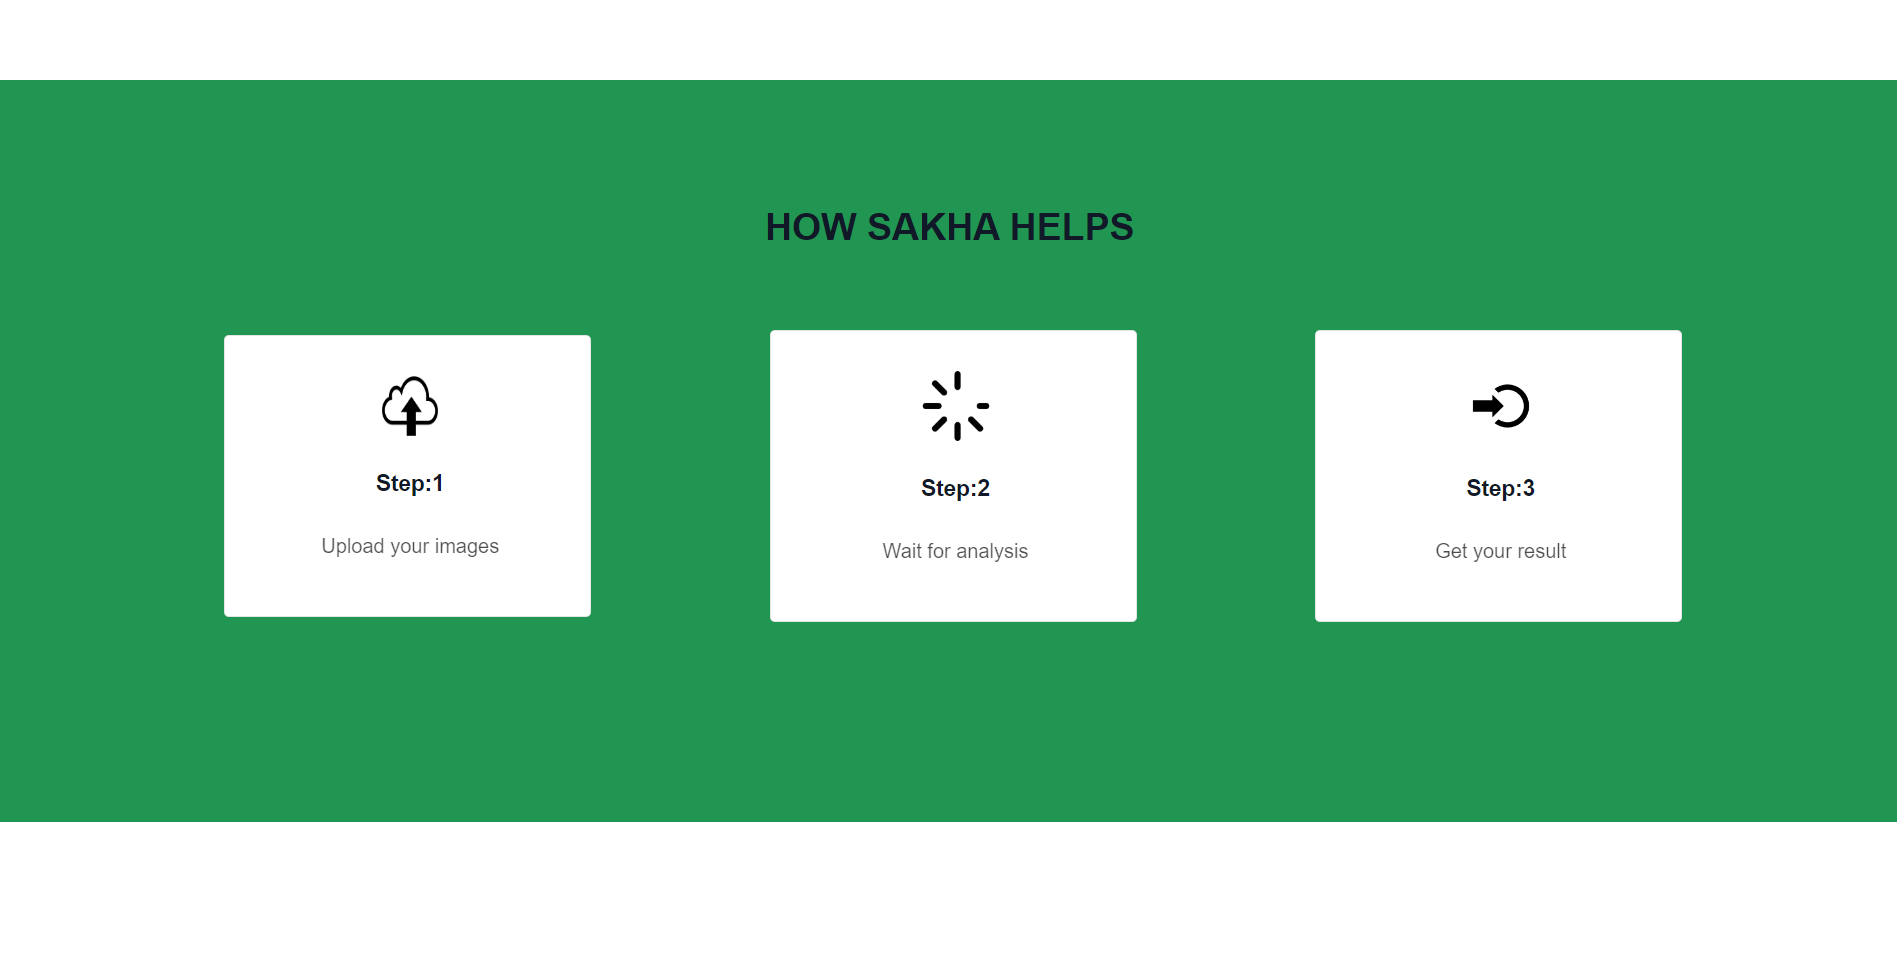 HOW SAKHA HELPS
Step:1
Upload your images
Step:2
Wait for analysis
Step:3
Get your result